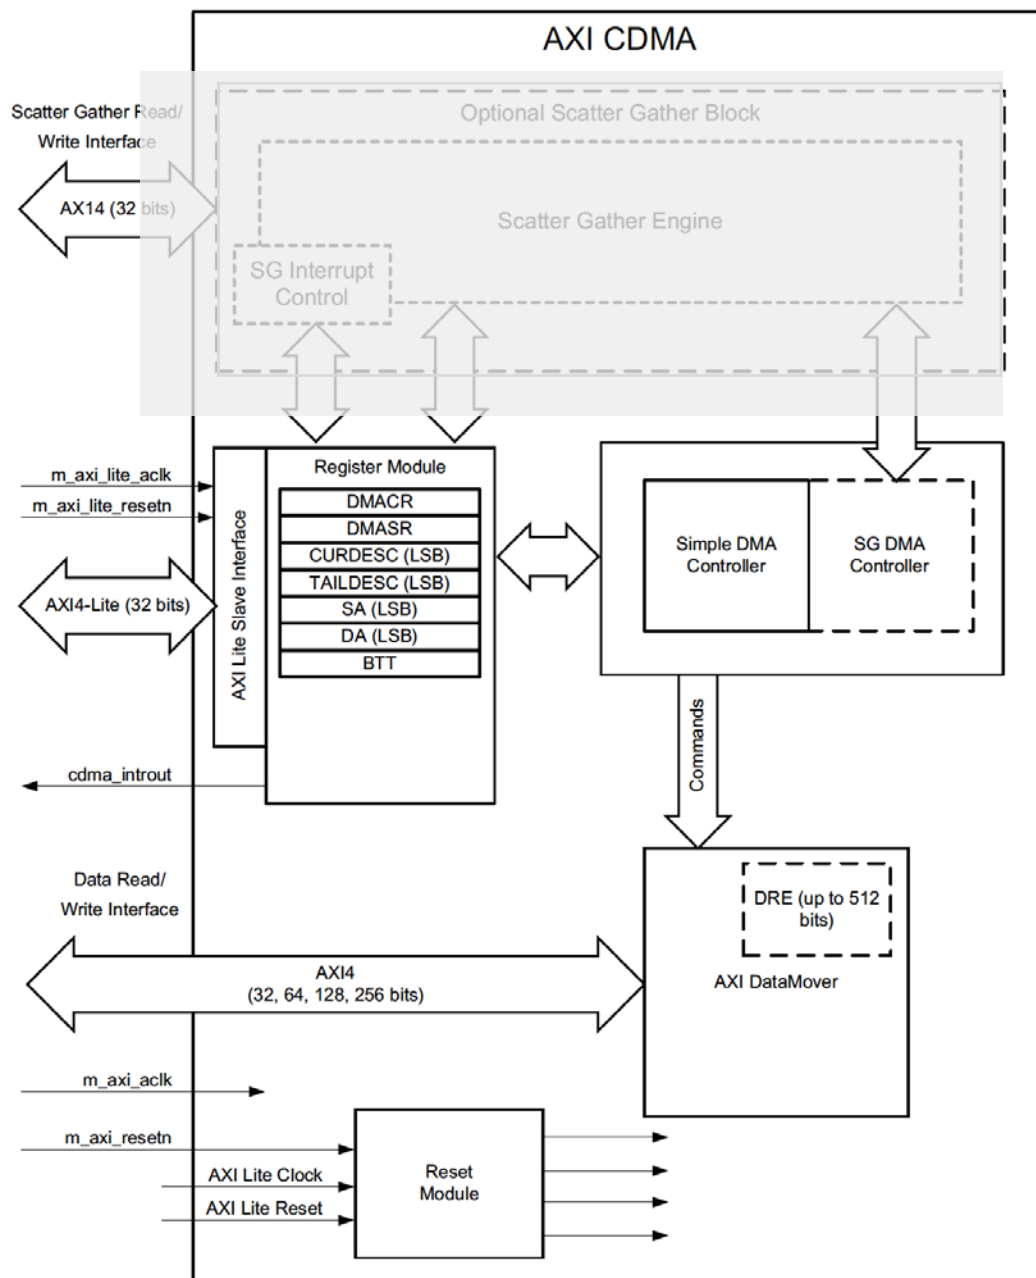 AXI CDMA
Scatter Gather Read/
Write Interface
AX14 (32 bits)
Optional Scatter Gather Block
Scatter Gather Engine
SG Interrupt
Control
m_axi_lite_aclk
m_axi_lite_resetn
AXI4-Lite (32 bits)
AXI Lite Slave Interface
Register Module
DMACR
DMASR
CURDESC (LSB)
TAILDESC (LSB)
SA (LSB)
DA (LSB)
BTT
Simple DMA
Controller
SG DMA
Controller
cdma_introut
Commands
Data Read/
Write Interface
AXI4
(32, 64, 128, 256 bits)
DRE (up to 512
bits)
AXI DataMover
m_axi_aclk
m_axi_resetn
AXI Lite Clock
AXI Lite Reset
Reset
Module